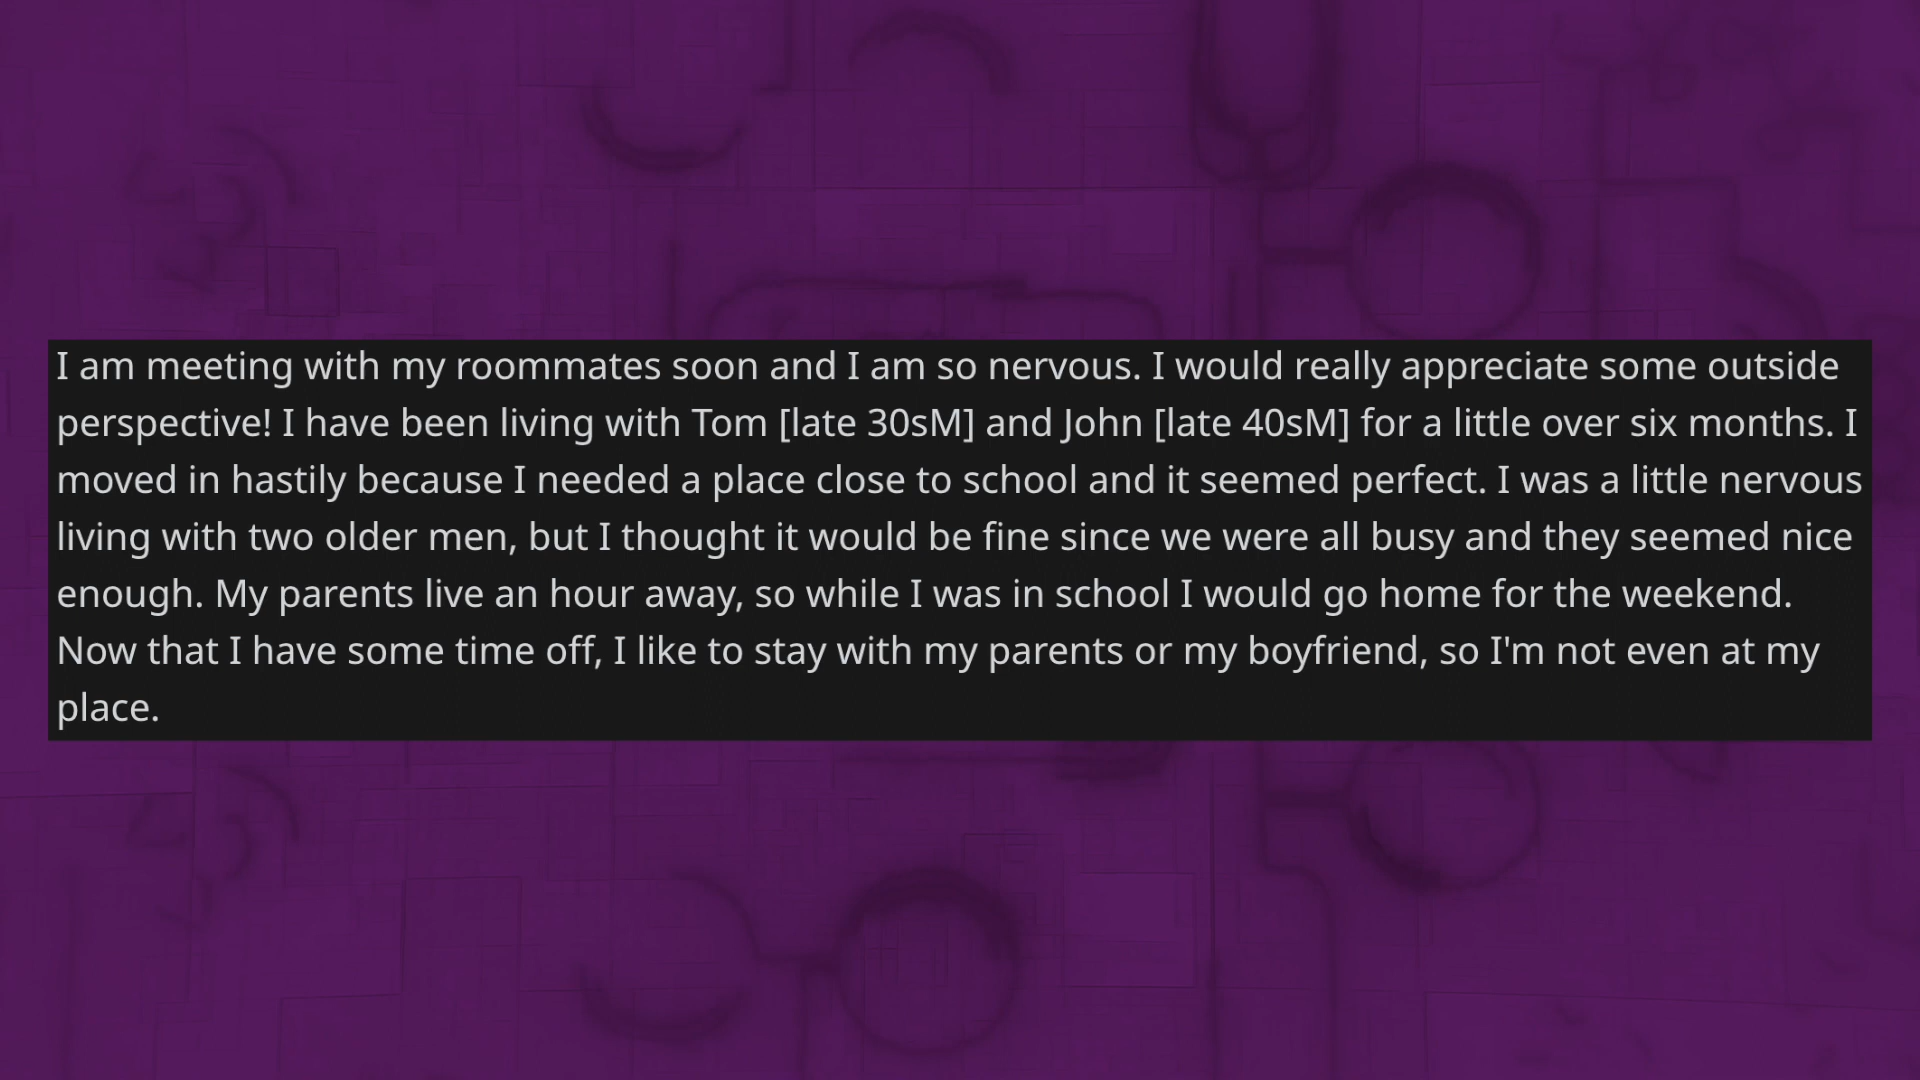 I am meeting with my roommates soon and I am so nervous. I would really appreciate some outside
perspective! I have been living with Tom [late 30sM] and John [late 40sM] for a little over six months. I
moved in hastily because I needed a place close to school and it seemed perfect. I was a little nervous
living with two older men, but I thought it would be fine since we were all busy and they seemed nice
enough. My parents live an hour away, so while I was in school I would go home for the weekend.
Now that I have some time off, I like to stay with my parents or my boyfriend, so I'm not even at my
place.